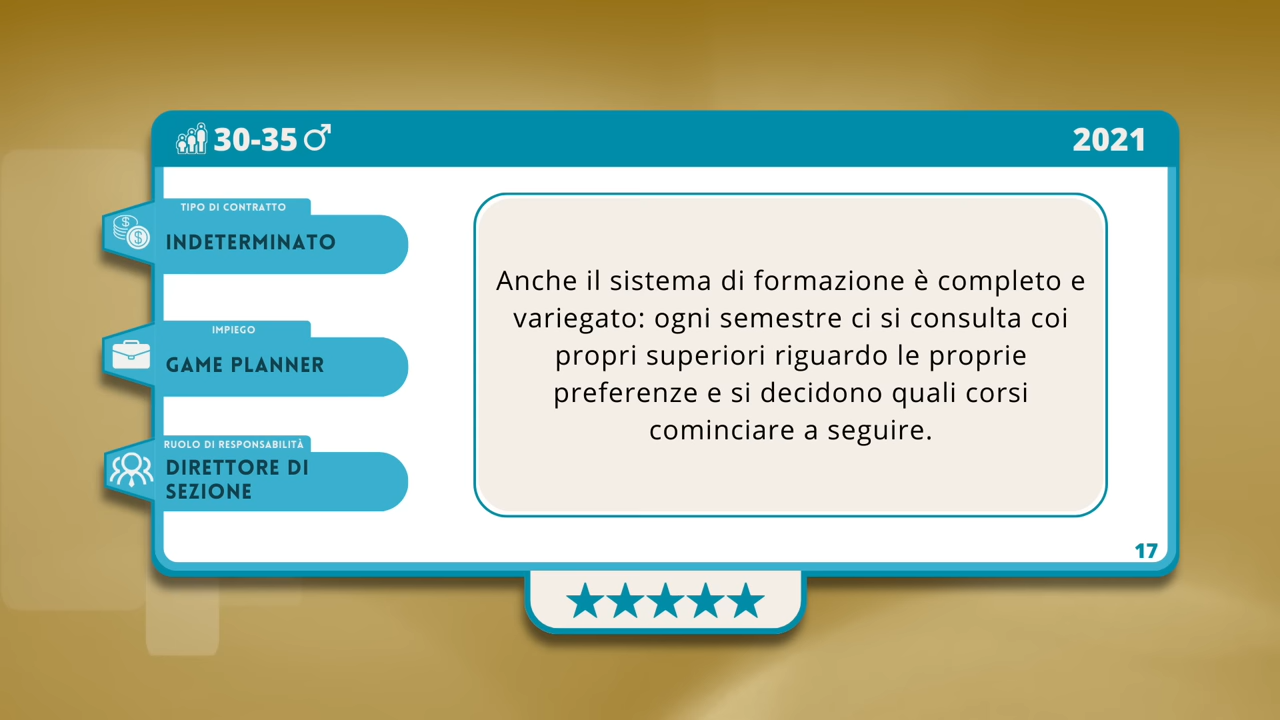 30-35
2021
TIPO DI CONTRATTO
INDETERMINATO
IMPIEGO
GAME PLANNER
RUOLO DI RESPONSABILITÀ
DIRETTORE DI
SEZIONE
Anche il sistema di formazione è completo e
variegato: ogni semestre ci si consulta coi
propri superiori riguardo le proprie
preferenze e si decidono quali corsi
cominciare a seguire.
17